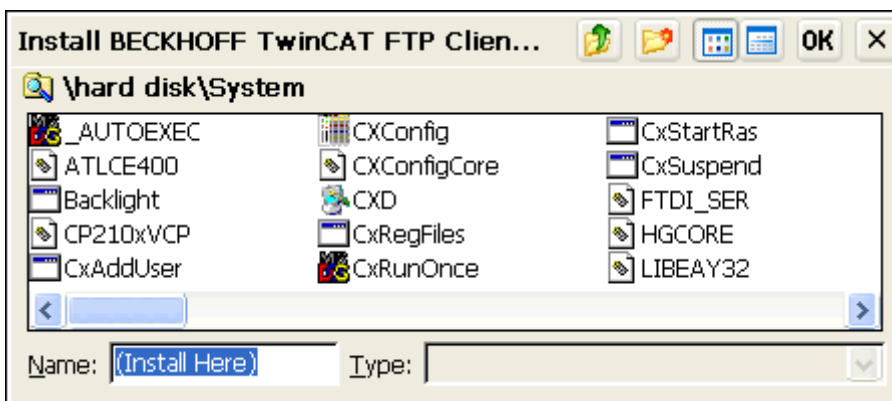 Install BECKHOFF TwinCAT FTP Clien... OK ×
\hard disk\System
_AUTOEXEC CXConfig CxStartRas
ATLCE400 CXConfigCore CxSuspend
Backlight CXD FTDI_SER
CP210xVCP CxRegFiles HGCORE
CxAddUser CxRunOnce LIBEAY32
Name: (Install Here) Type: